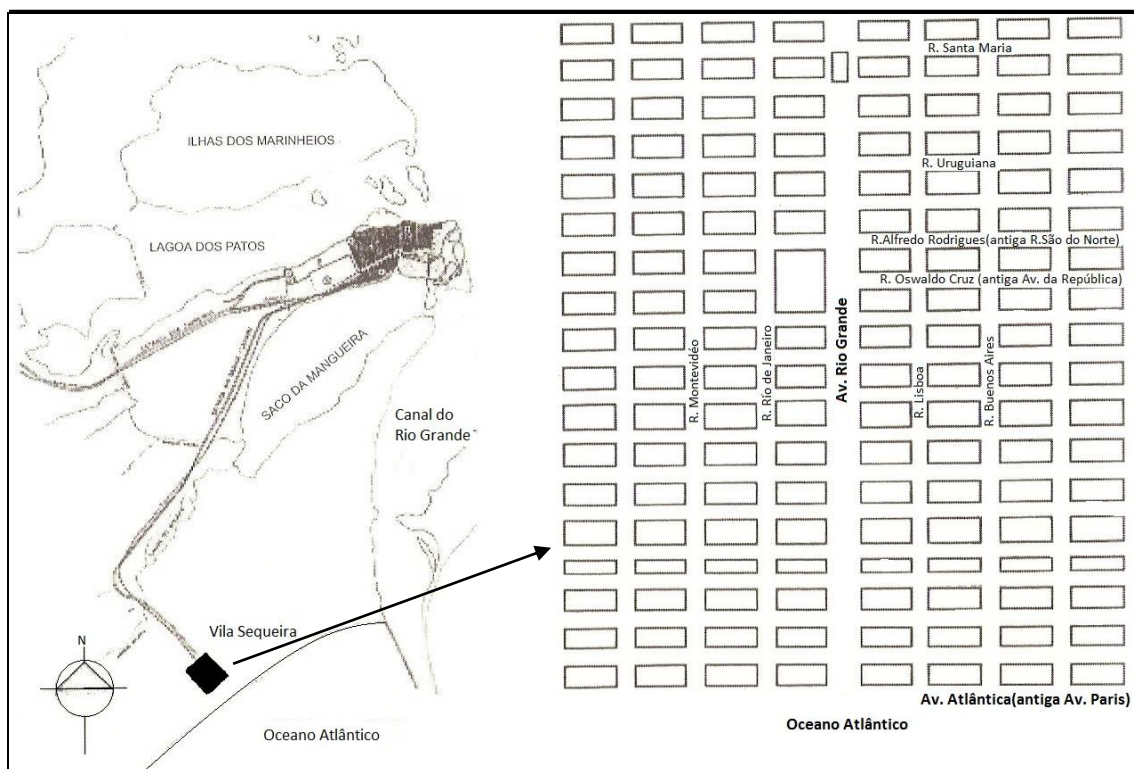 ILHAS DOS MARINHEIOS
LAGOA DOS PATOS
SACO DA MANGUEIRA
Canal do
Rio Grande
Vila Sequeira
N
Oceano Atlântico
R. Santa Maria
R. Uruguiana
R.Alfredo Rodrigues(antiga R.São do Norte)
R. Oswaldo Cruz (antiga Av. da República)
R. Montevidéo
R. Rio de Janeiro
Av. Rio Grande
R. Lisboa
R. Buenos Aires
Av. Atlântica(antiga Av. Paris)
Oceano Atlântico